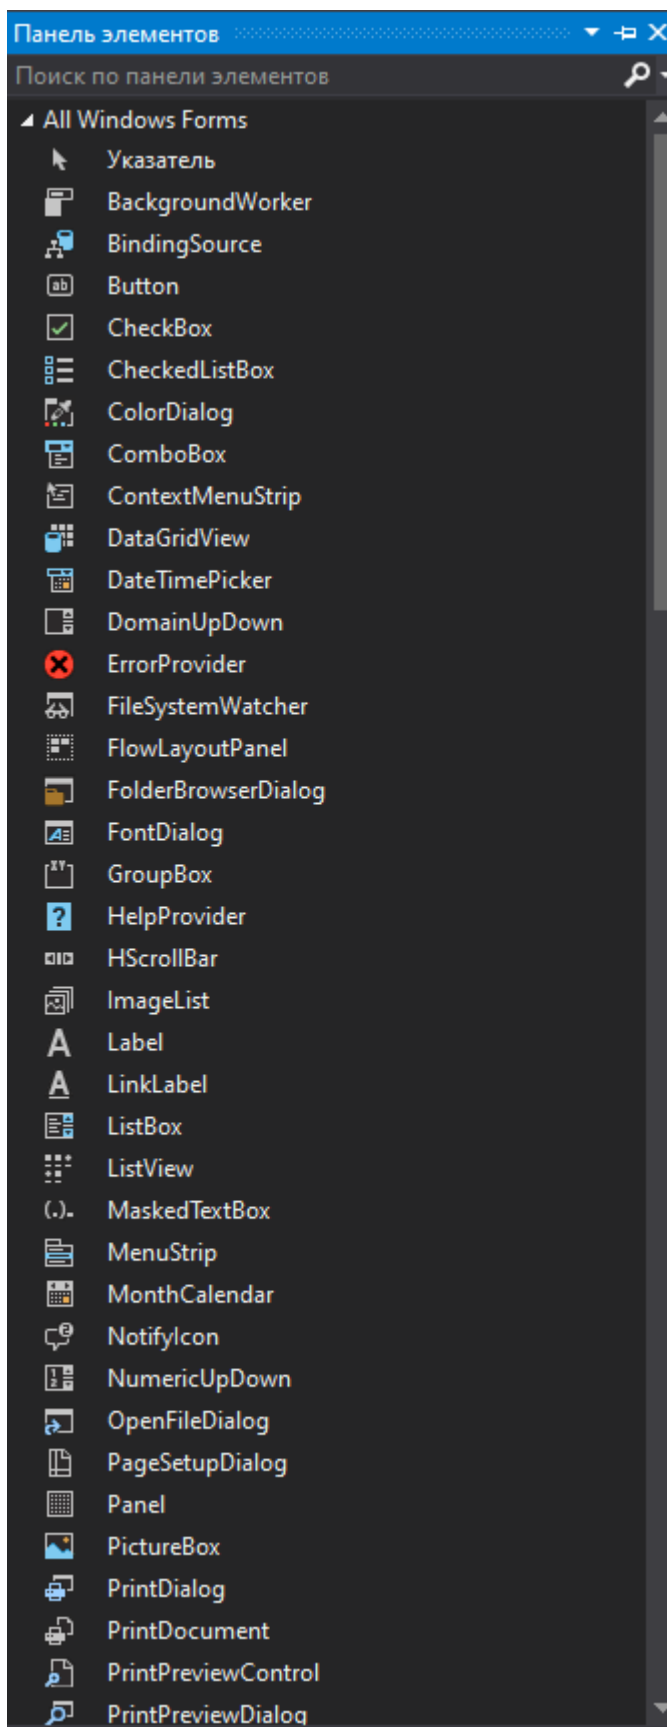 Панель элементов
Поиск по панели элементов
All Windows Forms
Указатель
BackgroundWorker
BindingSource
Button
CheckBox
CheckedListBox
ColorDialog
ComboBox
ContextMenuStrip
DataGridView
DateTimePicker
DomainUpDown
ErrorProvider
FileSystemWatcher
FlowLayoutPanel
FolderBrowserDialog
FontDialog
GroupBox
HelpProvider
HScrollBar
ImageList
Label
LinkLabel
ListBox
ListView
MaskedTextBox
MenuStrip
MonthCalendar
NotifyIcon
NumericUpDown
OpenFileDialog
PageSetupDialog
Panel
PictureBox
PrintDialog
PrintDocument
PrintPreviewControl
PrintPreviewDialog